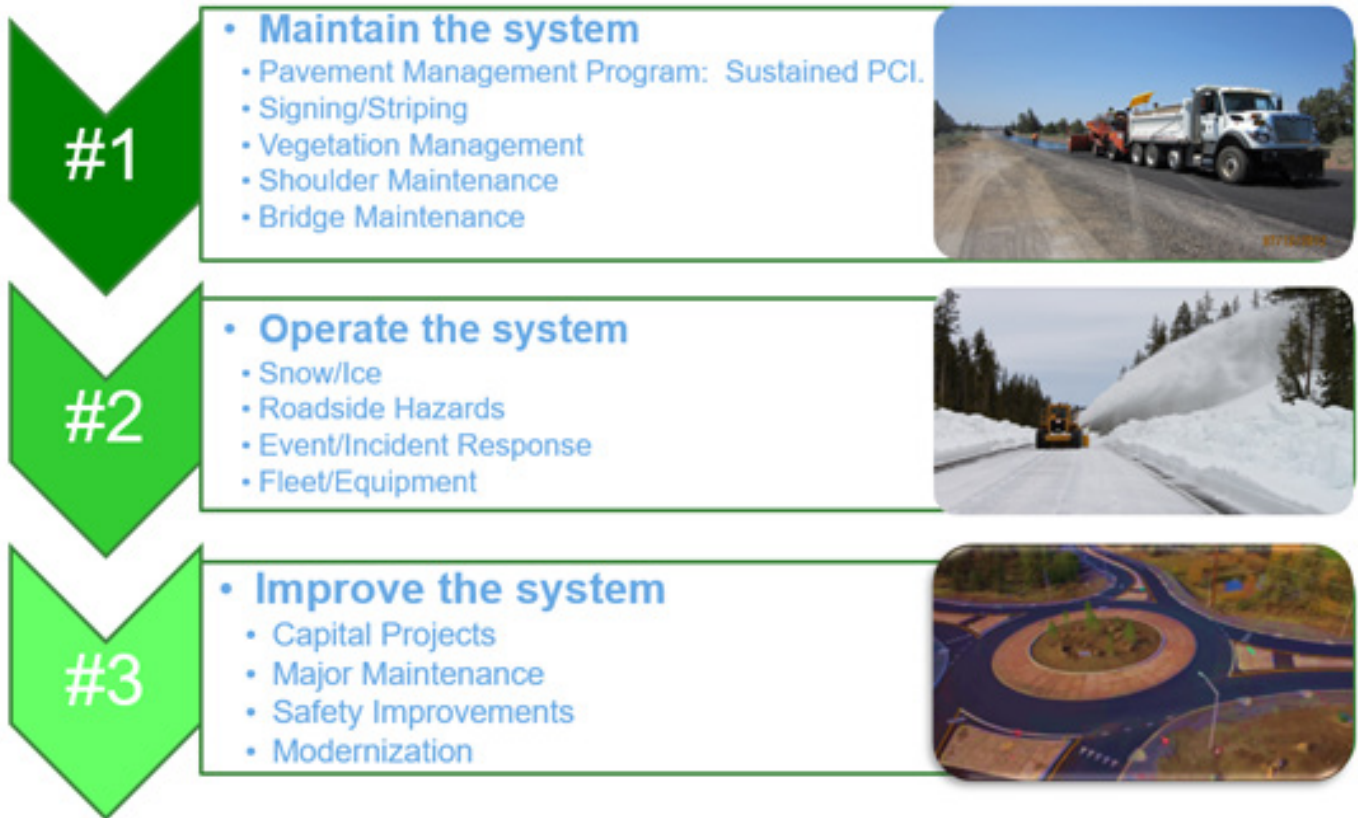 #1
• Maintain the system
• Pavement Management Program: Sustained PCI.
• Signing/Striping
• Vegetation Management
• Shoulder Maintenance
• Bridge Maintenance
#2
• Operate the system
• Snow/Ice
• Roadside Hazards
• Event/Incident Response
• Fleet/Equipment
#3
• Improve the system
• Capital Projects
• Major Maintenance
• Safety Improvements
• Modernization